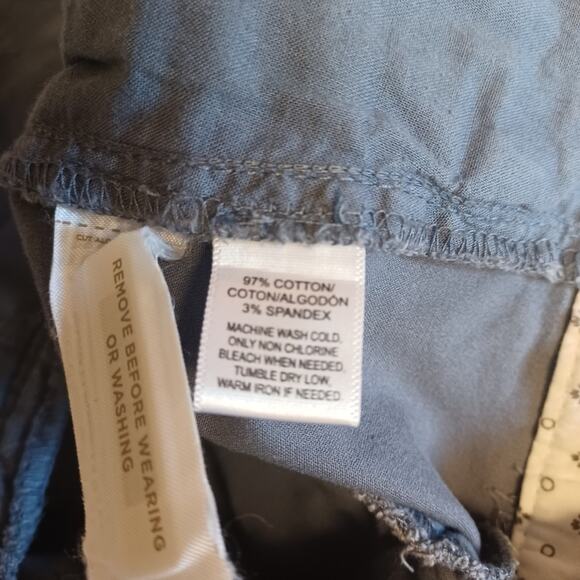 97% COTTON/
COTON/ALGODÓN
3% SPANDEX
MACHINE WASH COLD,
ONLY NON CHLORINE
BLEACH WHEN NEEDED,
TUMBLE DRY LOW,
WARM IRON IF NEEDED
CUT
REMOVE BEFORE WEARING
OR WASHING